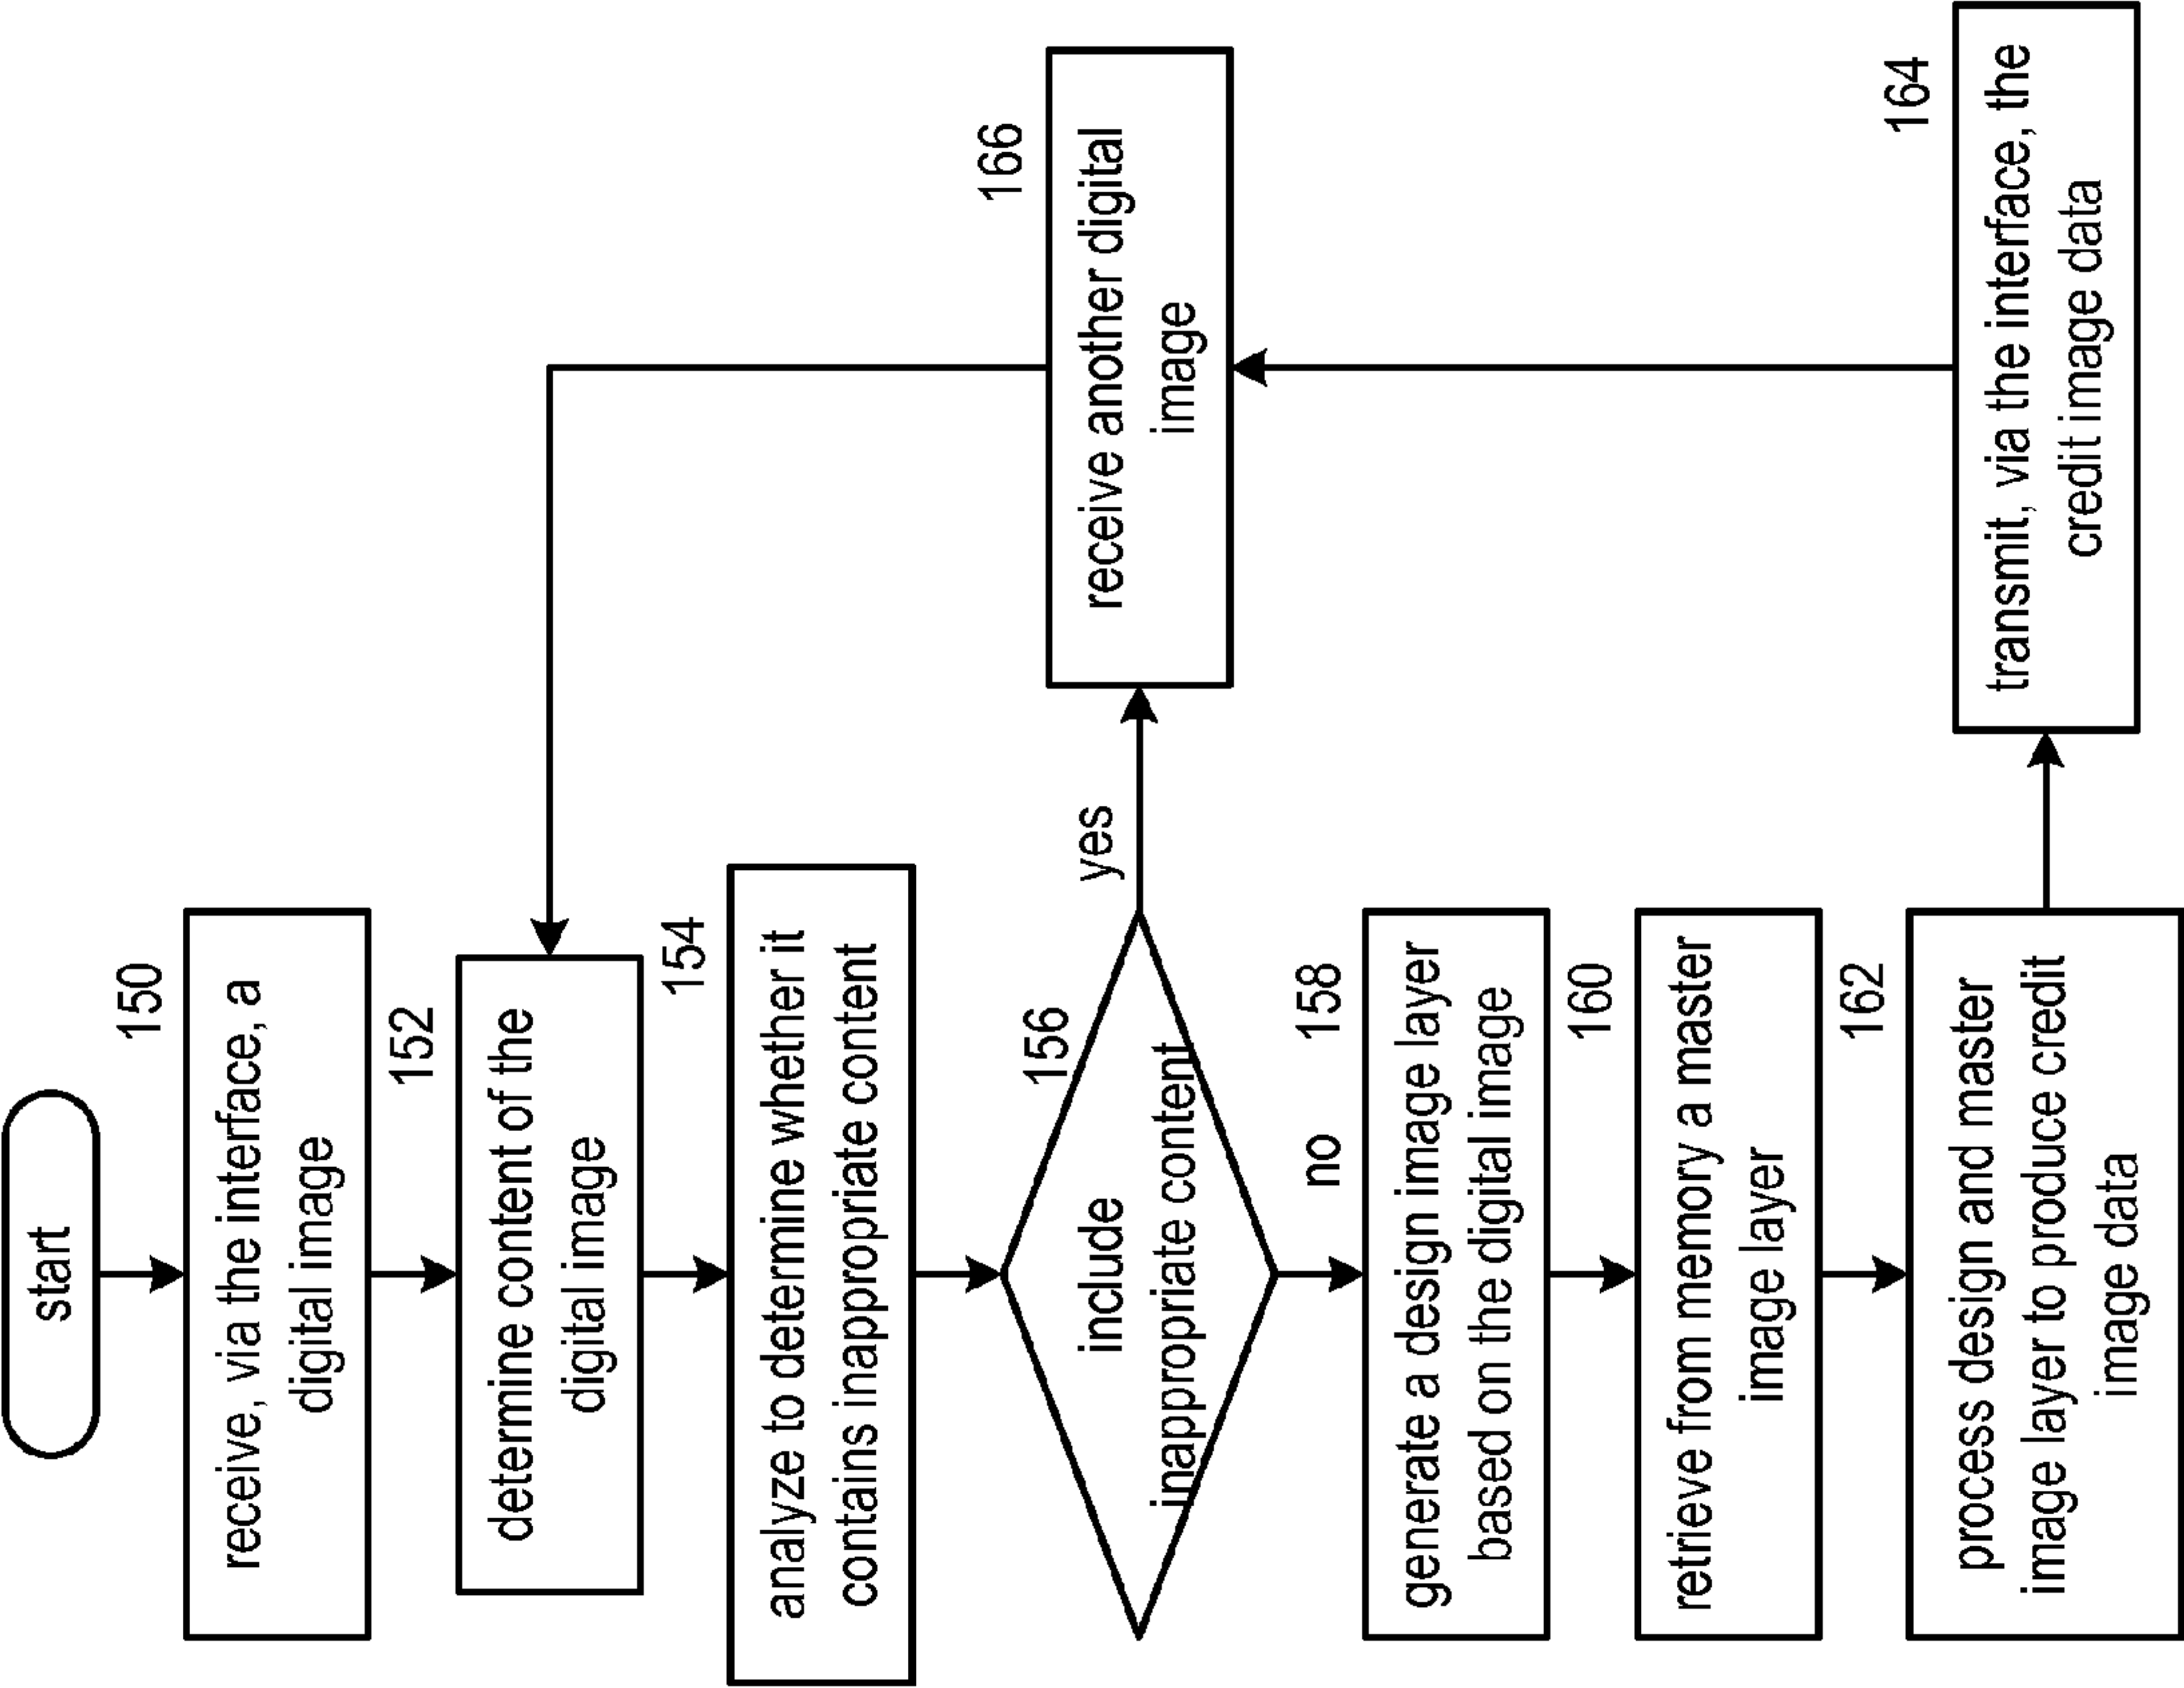 start
150
receive, via the interface, a
digital image
152
determine content of the
digital image
154
analyze to determine whether it
contains inappropriate content
156
include
inappropriate content
yes
166
receive another digital
image
no
158
generate a design image layer
based on the digital image
160
retrieve from memory a master
image layer
162
process design and master
image layer to produce credit
image data
164
transmit, via the interface, the
credit image data